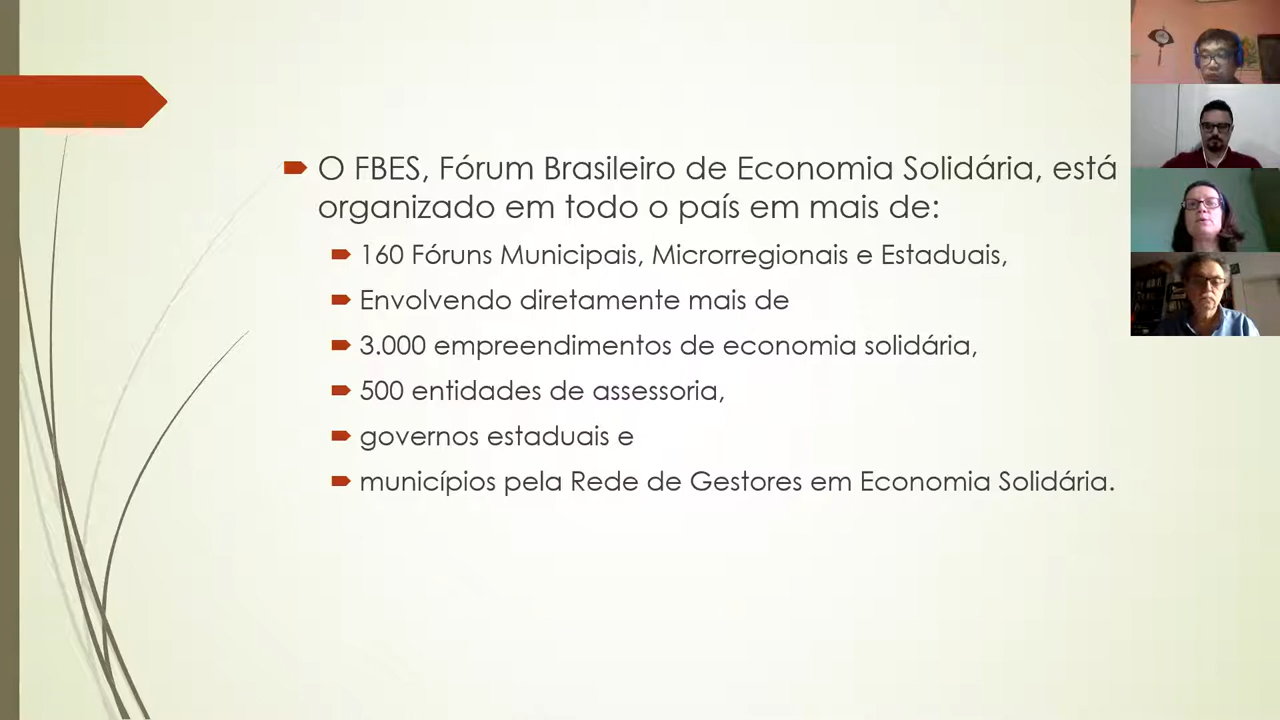 O FBES, Fórum Brasileiro de Economia Solidária, está
organizado em todo o país em mais de:
160 Fóruns Municipais, Microrregionais e Estaduais,
Envolvendo diretamente mais de
3.000 empreendimentos de economia solidária,
500 entidades de assessoria,
governos estaduais e
municípios pela Rede de Gestores em Economia Solidária.